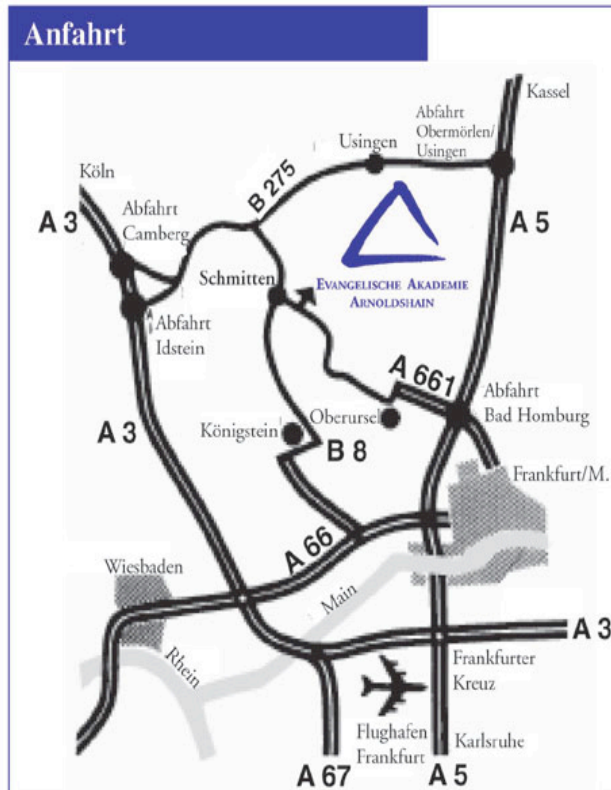 Anfahrt
Kassel
Abfahrt
Obermörlen/
Usingen
Usingen
Köln
B 275
A 3
Abfahrt
Camberg
A 5
Schmitten
EVANGELISCHE AKADEMIE
ARNOLDSHAIN
Abfahrt
Idstein
A 661
Abfahrt
Bad Homburg
A 3
Königstein
Oberursel
B 8
Frankfurt/M.
A 66
Wiesbaden
Main
Rhein
A 3
Frankfurter
Kreuz
Flughafen
Frankfurt
Karlsruhe
A 67
A 5